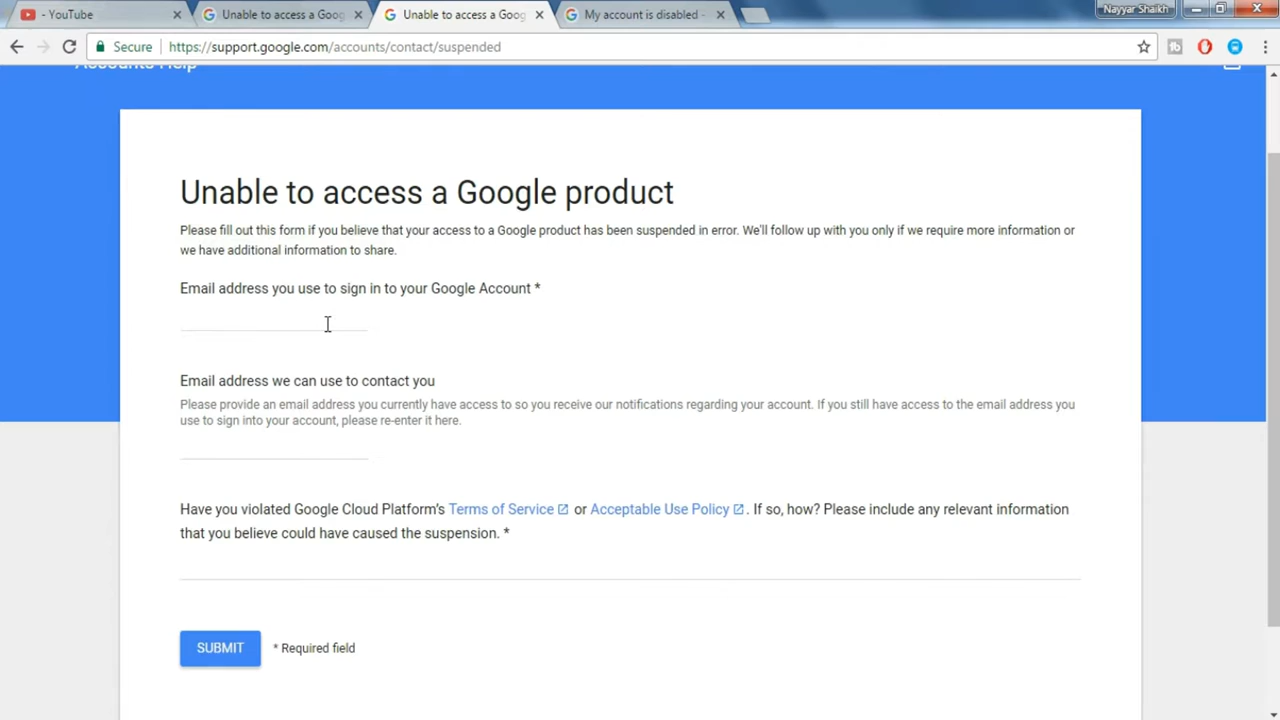 - YouTube
Unable to access a Goog
Unable to access a Goog
My account is disabled -
Nayyar Shaikh
Secure
https://support.google.com/accounts/contact/suspended
Accounts Help
Unable to access a Google product
Please fill out this form if you believe that your access to a Google product has been suspended in error. We'll follow up with you only if we require more information or
we have additional information to share.
Email address you use to sign in to your Google Account *
Email address we can use to contact you
Please provide an email address you currently have access to so you receive our notifications regarding your account. If you still have access to the email address you
use to sign into your account, please re-enter it here.
Have you violated Google Cloud Platform's Terms of Service or Acceptable Use Policy. If so, how? Please include any relevant information
that you believe could have caused the suspension. *
SUBMIT
* Required field